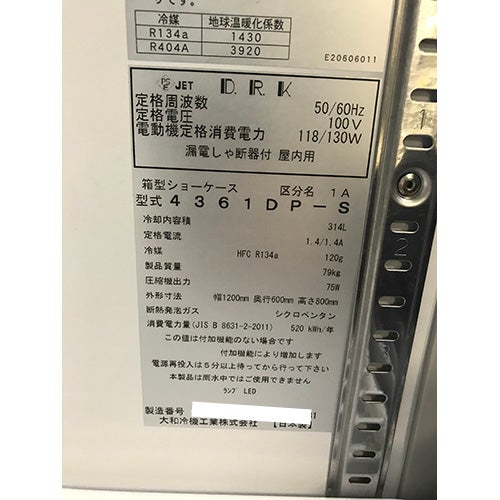 りです。
冷媒 地球温暖化係数
R134a 1430
R404A 3920
E20606011
PSE JET D.R.K
定格周波数 50/60Hz
定格電圧 100V
電動機定格消費電力 118/130W
漏電しゃ断器付 屋内用
箱型ショーケース 区分名 1A
型式 4361DP-S
冷却内容積 314L
定格電流 1.4/1.4A
冷媒 HFC R134a 120g
製品質量 79kg
圧縮機出力 75W
外形寸法 幅1200mm 奥行600mm 高さ800mm
断熱発泡ガス シクロペンタン
消費電力量(JIS B 8631-2-2011) 520 kWh/年
この値は付加機能のない場合です
付加機能により増加します
電源再投入は5分以上待ってから行って下さい
本製品は雨水中ではご使用できません
ランプ LED
製造番号
大和冷機工業株式会社 【日本製】
1
2